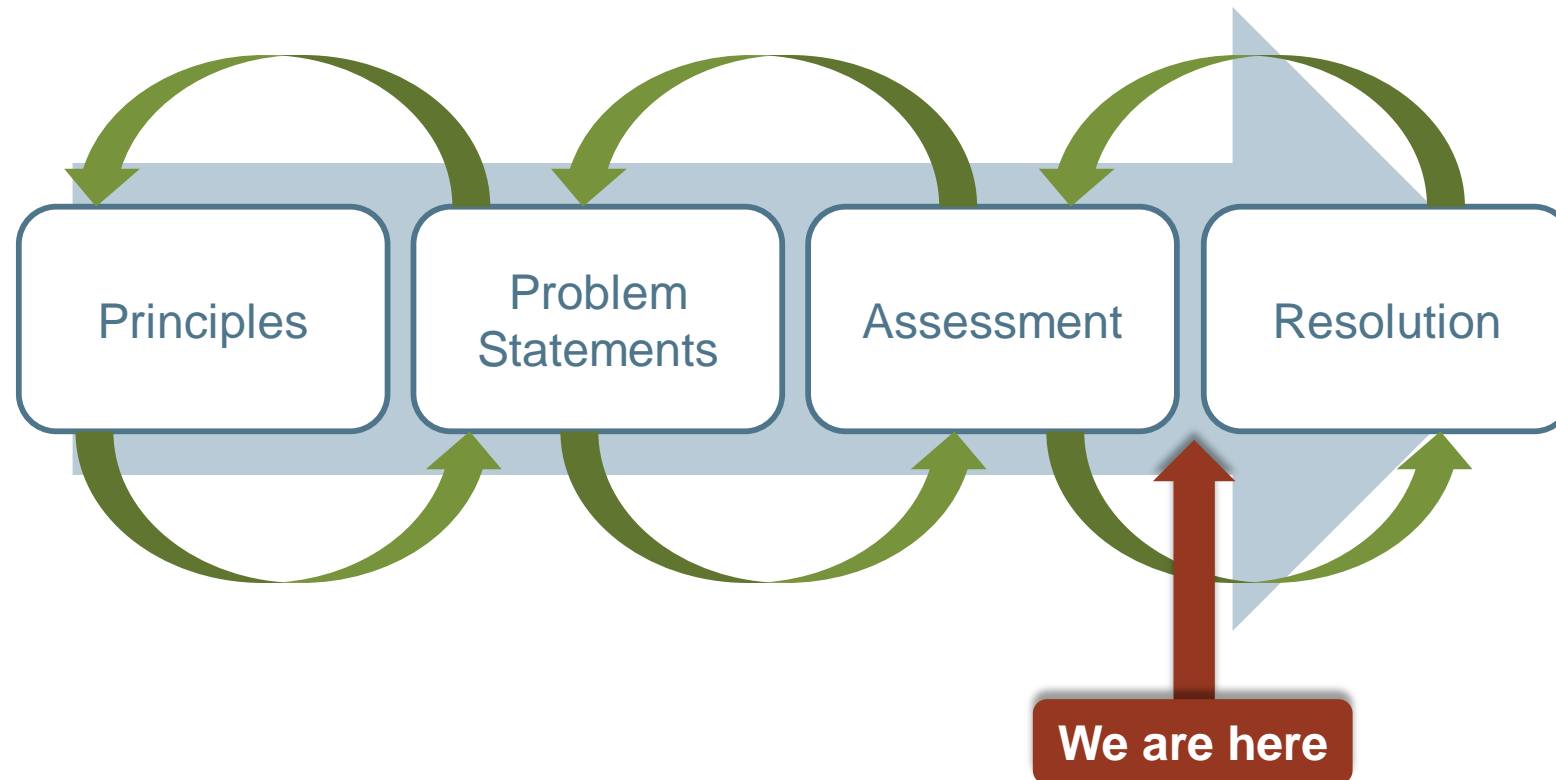 Principles
Problem
Statements
Assessment
Resolution
We are here